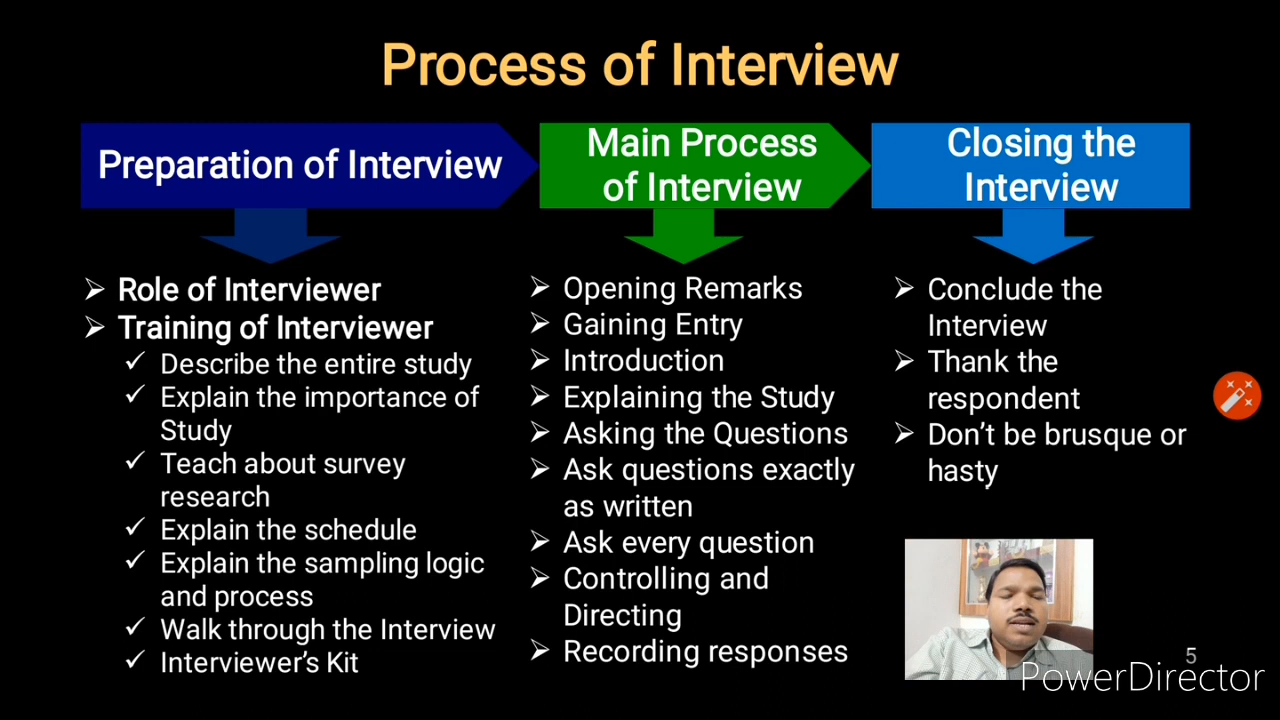 Process of Interview
Preparation of Interview
Role of Interviewer
Training of Interviewer
Describe the entire study
Explain the importance of
Study
Teach about survey
research
Explain the schedule
Explain the sampling logic
and process
Walk through the Interview
Interviewer’s Kit
Main Process
of Interview
Opening Remarks
Gaining Entry
Introduction
Explaining the Study
Asking the Questions
Ask questions exactly
as written
Ask every question
Controlling and
Directing
Recording responses
Closing the
Interview
Conclude the
Interview
Thank the
respondent
Don’t be brusque or
hasty
5
PowerDirector